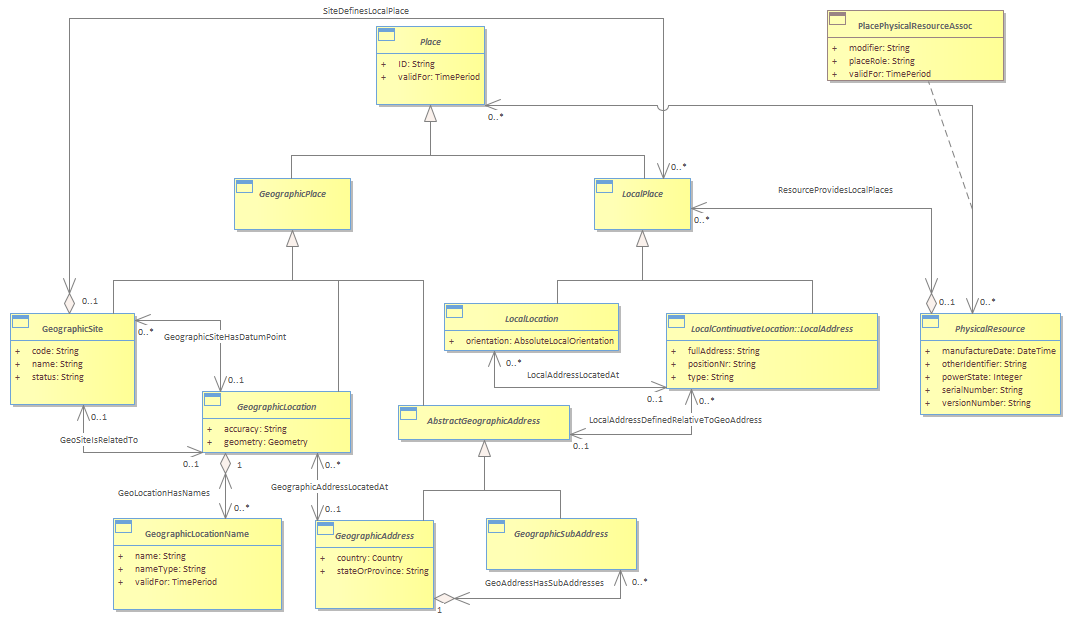 SiteDefinesLocalPlace
Place
+ ID: String
+ validFor: TimePeriod
0..*
PlacePhysicalResourceAssoc
+ modifier: String
+ placeRole: String
+ validFor: TimePeriod
0..*
GeographicPlace
LocalPlace
ResourceProvidesLocalPlaces
0..*
0..1
GeographicSite
+ code: String
+ name: String
+ status: String
0..*
GeographicSiteHasDatumPoint
0..1
0..1
GeoSiteIsRelatedTo
0..1
LocalLocation
+ orientation: AbsoluteLocalOrientation
0..*
LocalAddressLocatedAt
0..1
LocalContinuativeLocation::LocalAddress
+ fullAddress: String
+ positionNr: String
+ type: String
0..*
LocalAddressDefinedRelativeToGeoAddress
0..1
0..1
0..*
PhysicalResource
+ manufactureDate: DateTime
+ otherIdentifier: String
+ powerState: Integer
+ serialNumber: String
+ versionNumber: String
GeographicLocation
+ accuracy: String
+ geometry: Geometry
AbstractGeographicAddress
1
GeoLocationHasNames
0..*
0..*
GeographicAddressLocatedAt
0..1
GeographicLocationName
+ name: String
+ nameType: String
+ validFor: TimePeriod
GeographicAddress
+ country: Country
+ stateOrProvince: String
GeographicSubAddress
GeoAddressHasSubAddresses
0..*
1